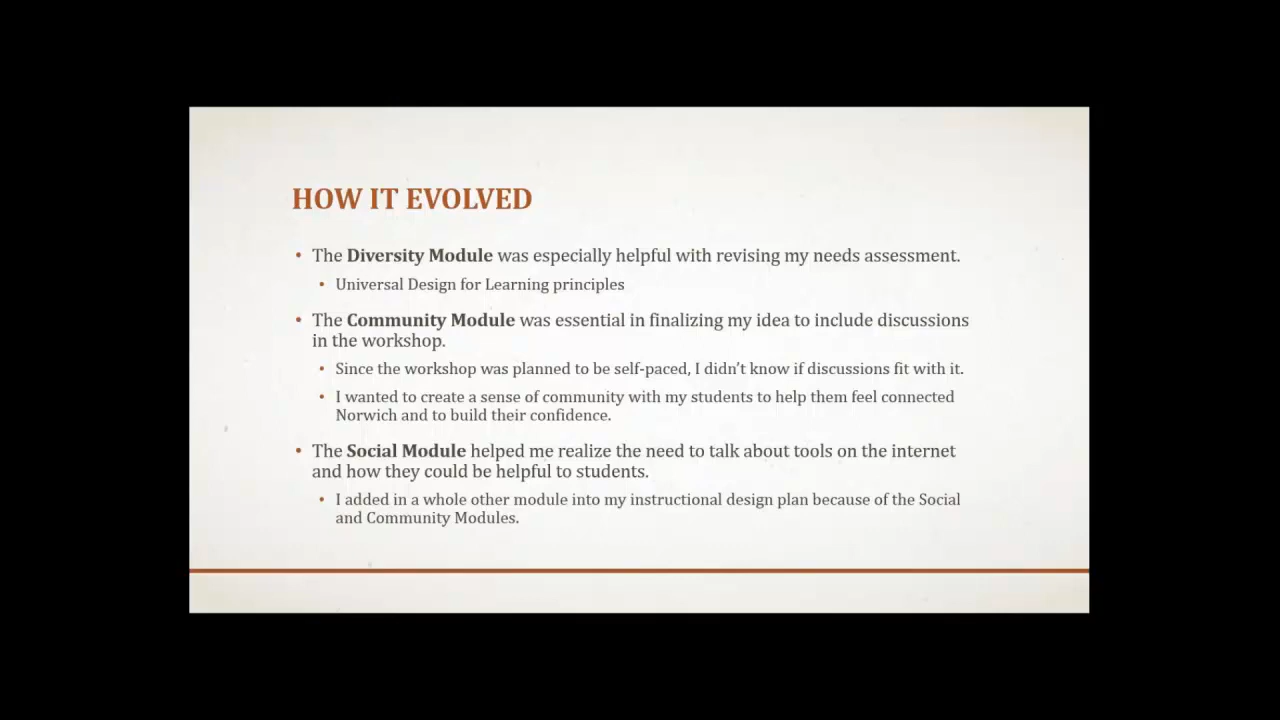 HOW IT EVOLVED
• The Diversity Module was especially helpful with revising my needs assessment.
• Universal Design for Learning principles
• The Community Module was essential in finalizing my idea to include discussions
in the workshop.
• Since the workshop was planned to be self-paced, I didn’t know if discussions fit with it.
• I wanted to create a sense of community with my students to help them feel connected
Norwich and to build their confidence.
• The Social Module helped me realize the need to talk about tools on the internet
and how they could be helpful to students.
• I added in a whole other module into my instructional design plan because of the Social
and Community Modules.